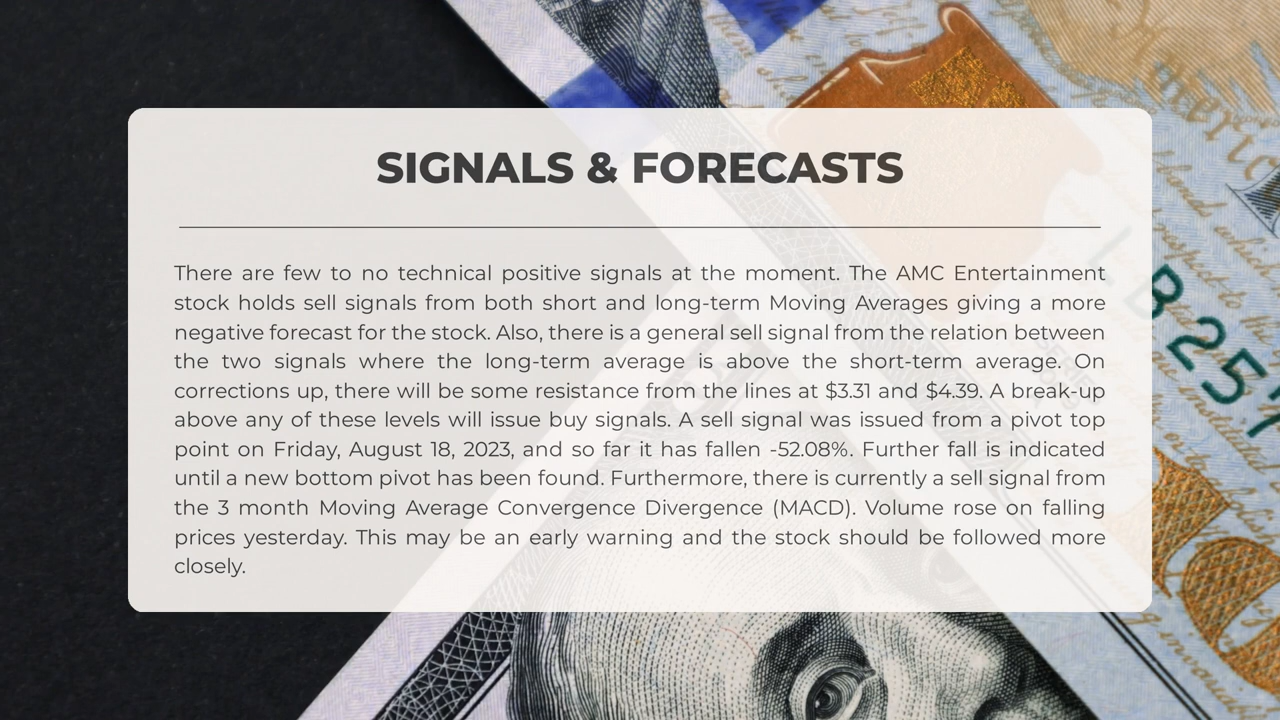 SIGNALS & FORECASTS
There are few to no technical positive signals at the moment. The AMC Entertainment
stock holds sell signals from both short and long-term Moving Averages giving a more
negative forecast for the stock. Also, there is a general sell signal from the relation between
the two signals where the long-term average is above the short-term average. On
corrections up, there will be some resistance from the lines at $3.31 and $4.39. A break-up
above any of these levels will issue buy signals. A sell signal was issued from a pivot top
point on Friday, August 18, 2023, and so far it has fallen -52.08%. Further fall is indicated
until a new bottom pivot has been found. Furthermore, there is currently a sell signal from
the 3 month Moving Average Convergence Divergence (MACD). Volume rose on falling
prices yesterday. This may be an early warning and the stock should be followed more
closely.